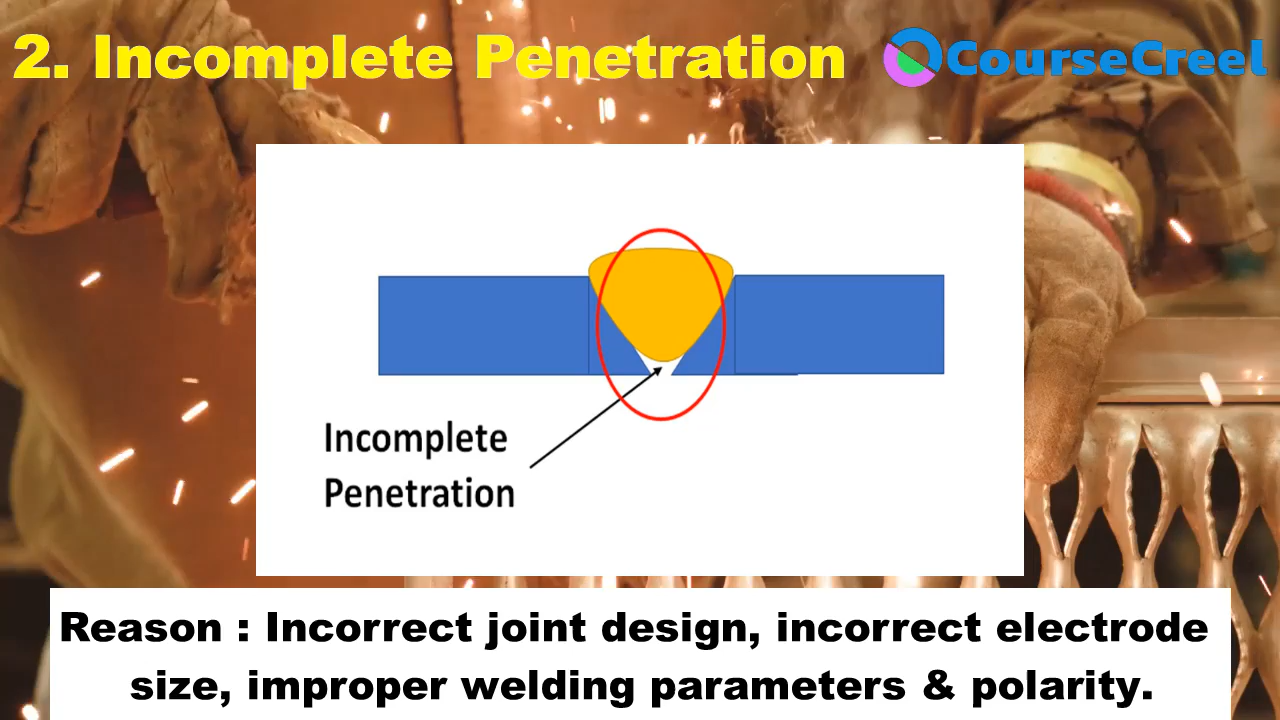 2. Incomplete Penetration
CourseCreel
Incomplete
Penetration
Reason : Incorrect joint design, incorrect electrode
size, improper welding parameters & polarity.